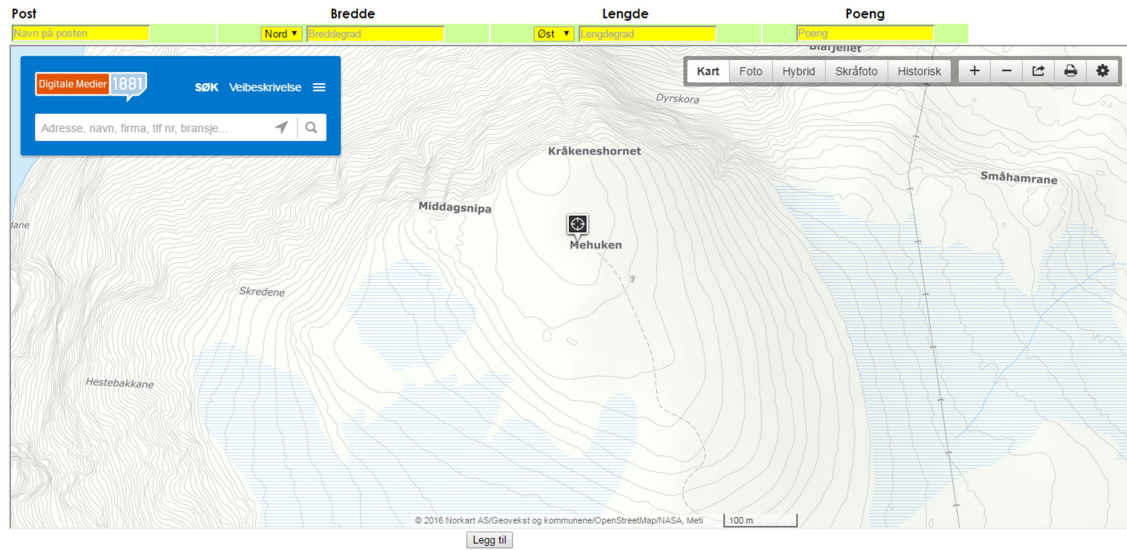 Post Bredde Lengde Poeng
Navn på posten Nord Breddegrad Øst Lengdegrad Poeng
Blåfjellet
Digitale Medier 1881 SØK Veibeskrivelse
Kart Foto Hybrid Skråfoto Historisk
Dyrskora
Adresse, navn, firma, tlf nr, bransje...
Kråkeneshornet
Småhamrane
Middagsnipa
Mehuken
Skredene
Hestebakkane
© 2016 Norkart AS/Geovekst og kommunene/OpenStreetMap/NASA, Meti 100 m
Legg til